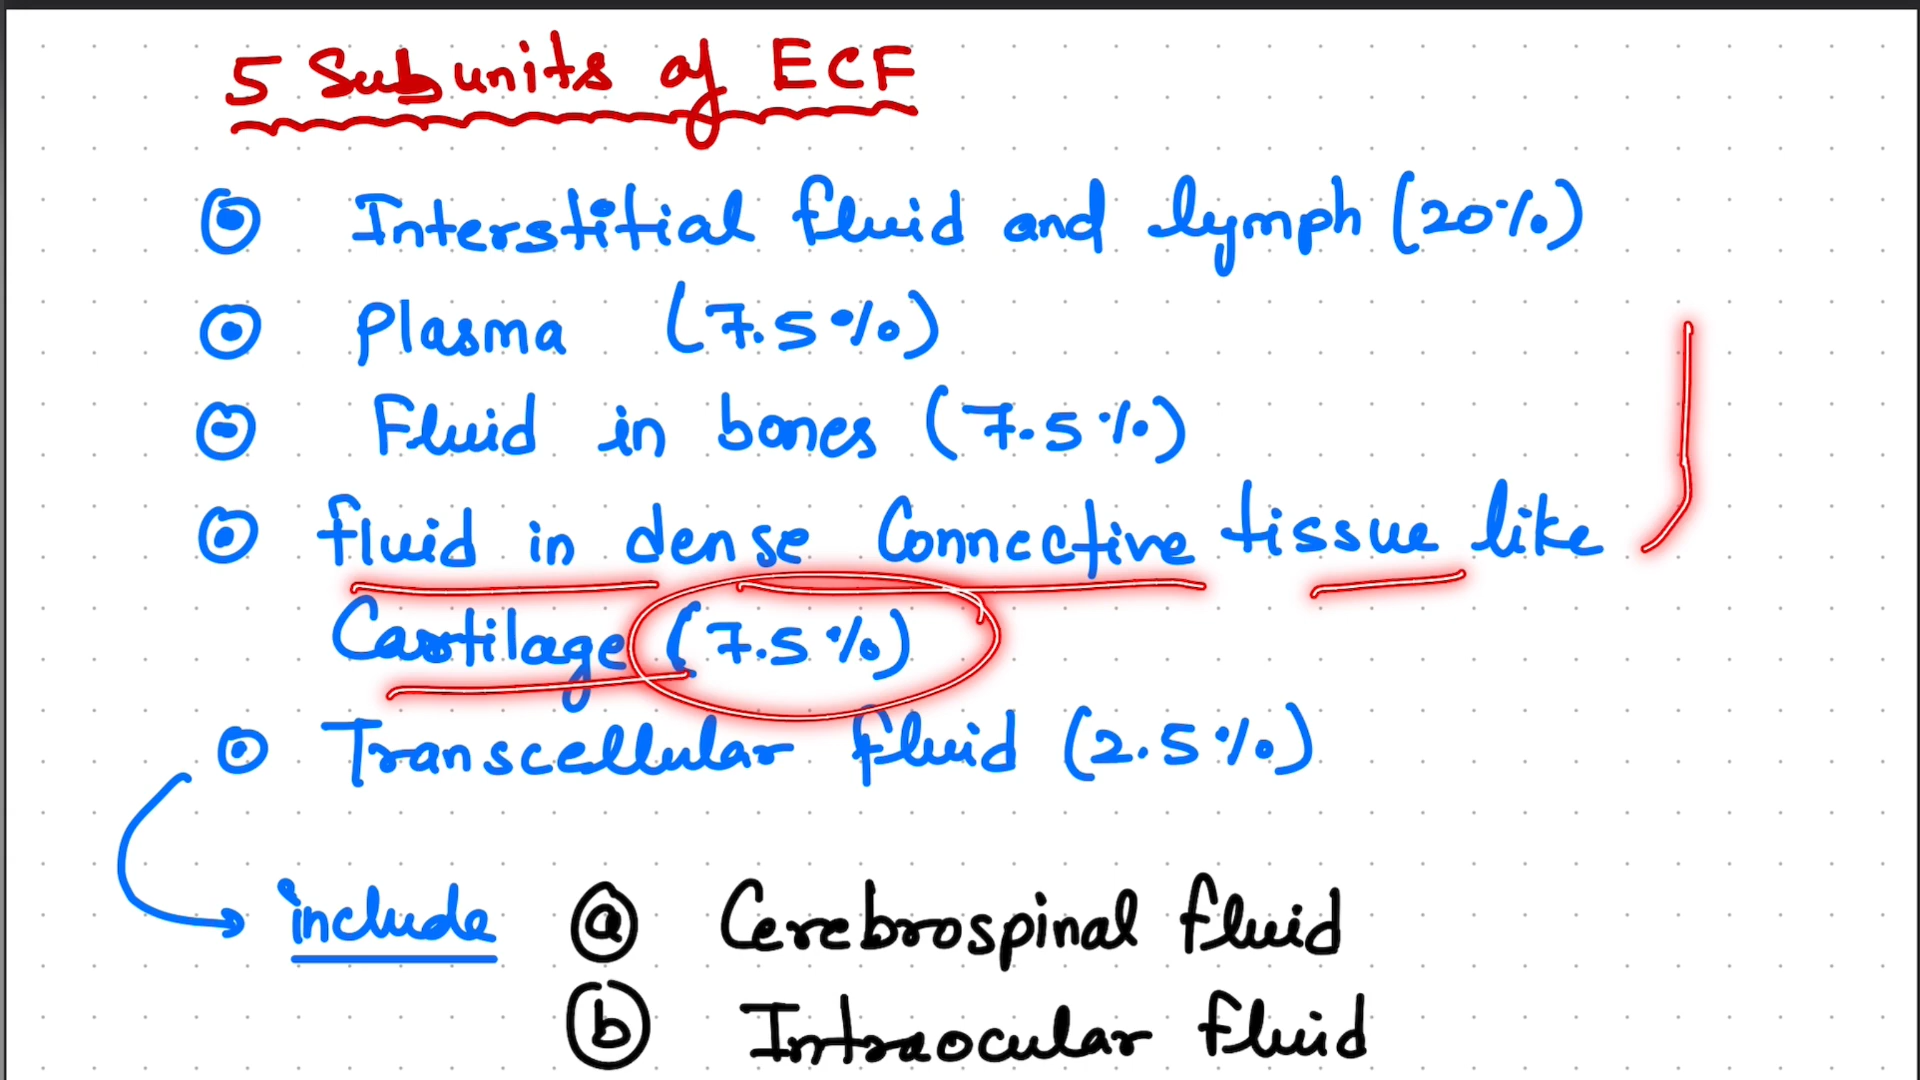 5 Subunits of ECF
Interstitial fluid and lymph (20%)
Plasma (7.5%)
Fluid in bones (7.5%)
fluid in dense Connective tissue like
Cartilage (7.5%)
Transcellular fluid (2.5%)
include ⓐ Cerebrospinal fluid
ⓑ Intraocular fluid